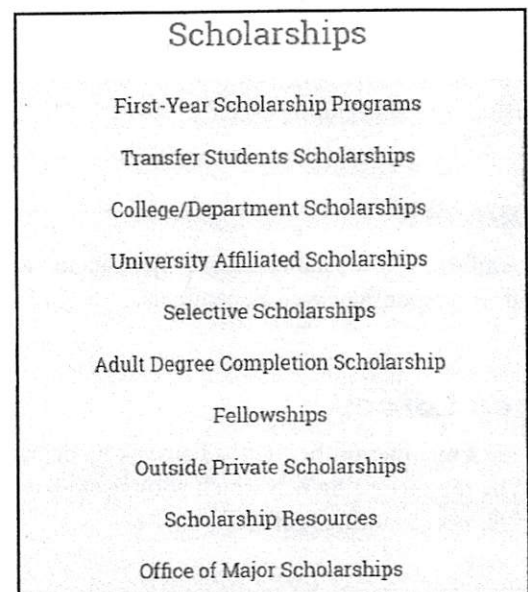 Scholarships
First-Year Scholarship Programs
Transfer Students Scholarships
College/Department Scholarships
University Affiliated Scholarships
Selective Scholarships
Adult Degree Completion Scholarship
Fellowships
Outside Private Scholarships
Scholarship Resources
Office of Major Scholarships